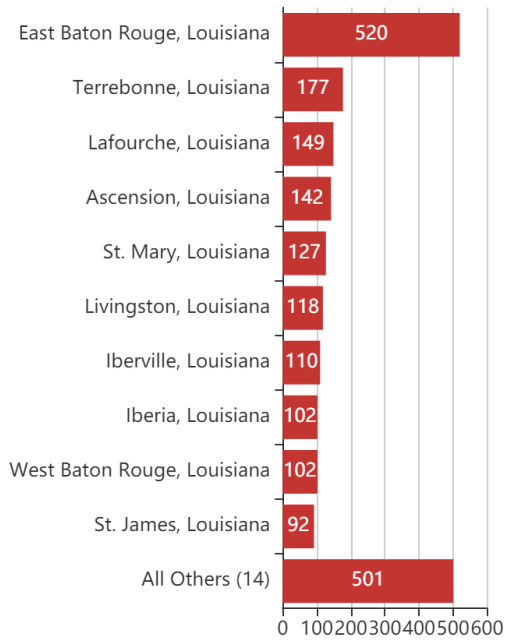 East Baton Rouge, Louisiana 520
Terrebonne, Louisiana 177
Lafourche, Louisiana 149
Ascension, Louisiana 142
St. Mary, Louisiana 127
Livingston, Louisiana 118
Iberville, Louisiana 110
Iberia, Louisiana 102
West Baton Rouge, Louisiana 102
St. James, Louisiana 92
All Others (14) 501
0 100 200 300 400 500 600